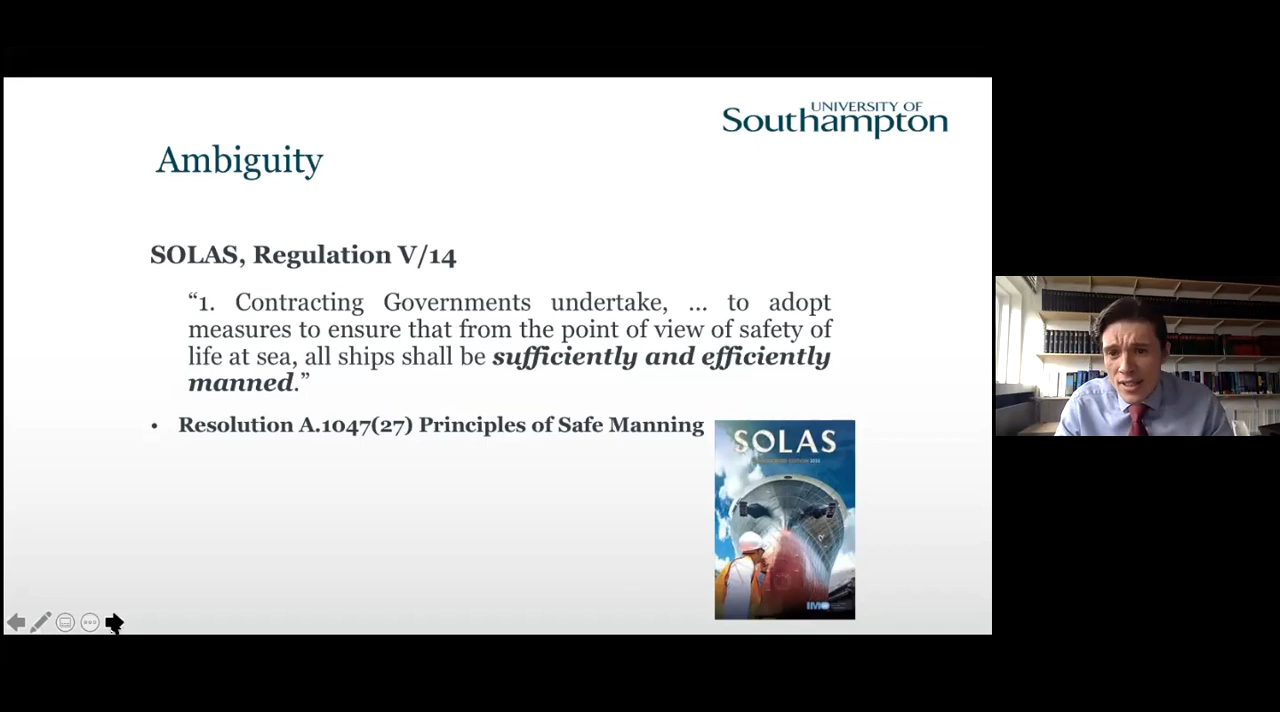 UNIVERSITY OF
Southampton
Ambiguity
SOLAS, Regulation V/14
“1. Contracting Governments undertake, ... to adopt
measures to ensure that from the point of view of safety of
life at sea, all ships shall be sufficiently and efficiently
manned.”
• Resolution A.1047(27) Principles of Safe Manning
SOLAS
IMO